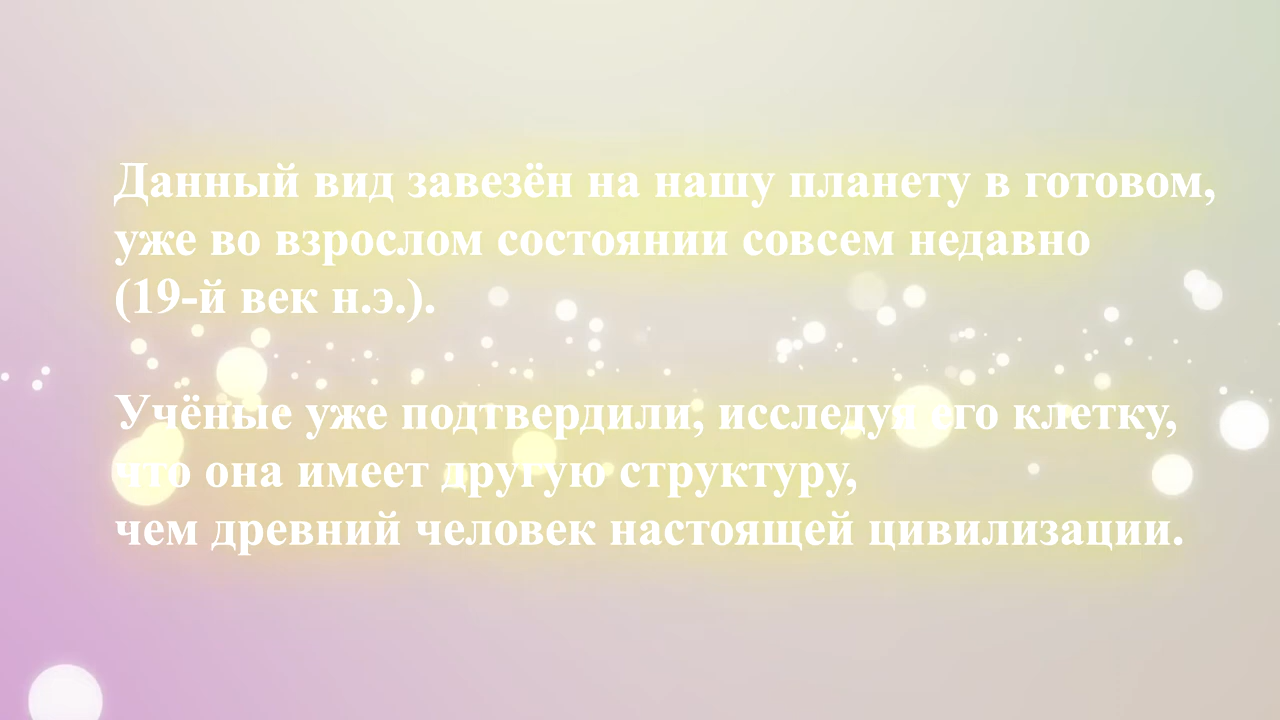 Данный вид завезён на нашу планету в готовом,
уже во взрослом состоянии совсем недавно
(19-й век н.э.).
Учёные уже подтвердили, исследуя его клетку,
что она имеет другую структуру,
чем древний человек настоящей цивилизации.